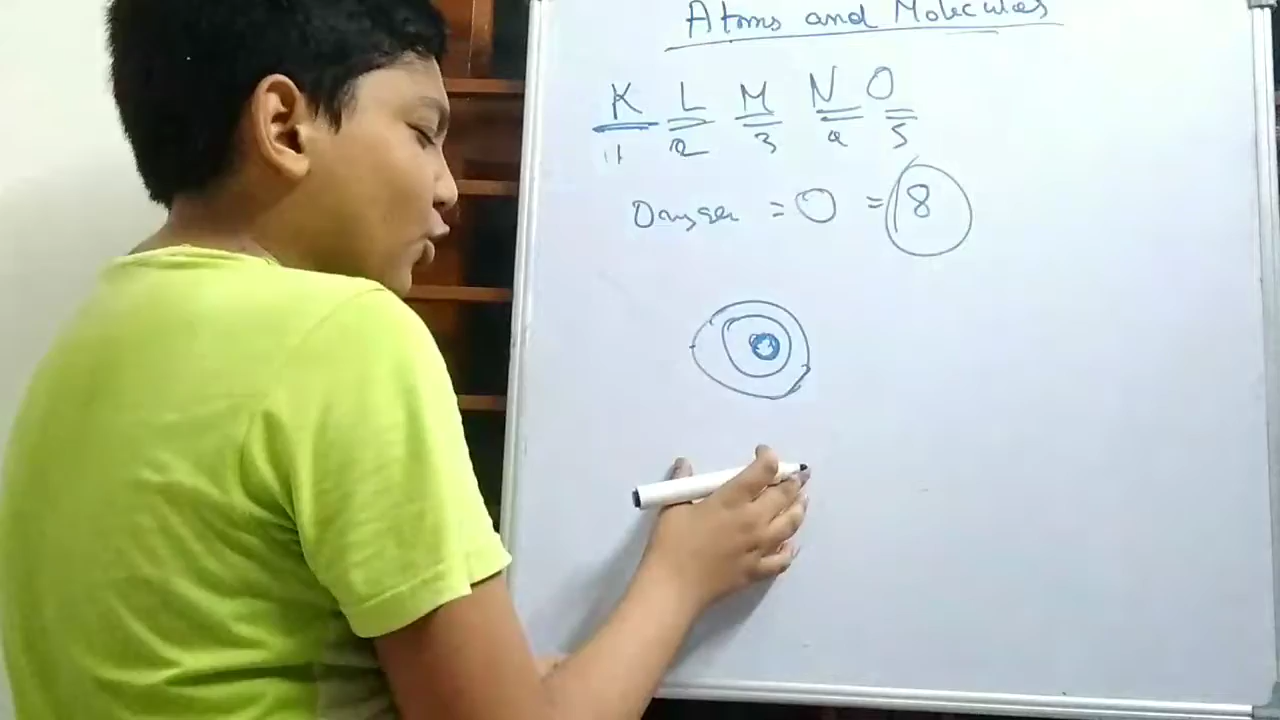 Atoms and Molecules
K L M N O
1 2 3 4 5
Oxygen = O = 8